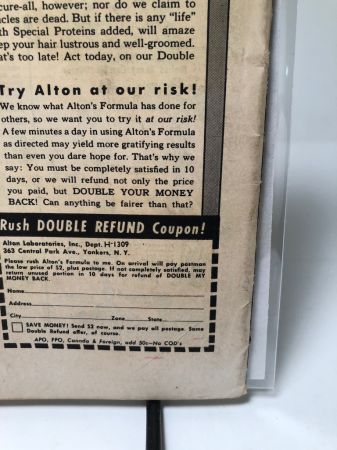 cure-all, however; nor do we claim to
cles are dead. But if there is any "life"
th Special Proteins added, will amaze
ep your hair lustrous and well-groomed.
at's too late! Act today, on our Double
Try Alton at our risk!
We know what Alton's Formula has done for
others, so we want you to try it at our risk!
A few minutes a day in using Alton's Formula
as directed may yield more gratifying results
than even you dare hope for. That's why we
say: You must be completely satisfied in 10
days, or we will refund not only the price
you paid, but DOUBLE YOUR MONEY
BACK! Can anything be fairer than that?
Rush DOUBLE REFUND Coupon!
Alton Laboratories, Inc., Dept. H-1309
363 Central Park Ave., Yonkers, N. Y.
Please rush Alton's Formula to me. On arrival will pay postman
the low price of $2, plus postage. If not completely satisfied, may
return unused portion in 10 days for refund of DOUBLE MY
MONEY BACK.
Name
Address
City Zone State
SAVE MONEY! Send $2 now, and we pay all postage. Same
Double Refund offer, of course.
APO, FPO, Canada & Foreign, add 50c—No COD's